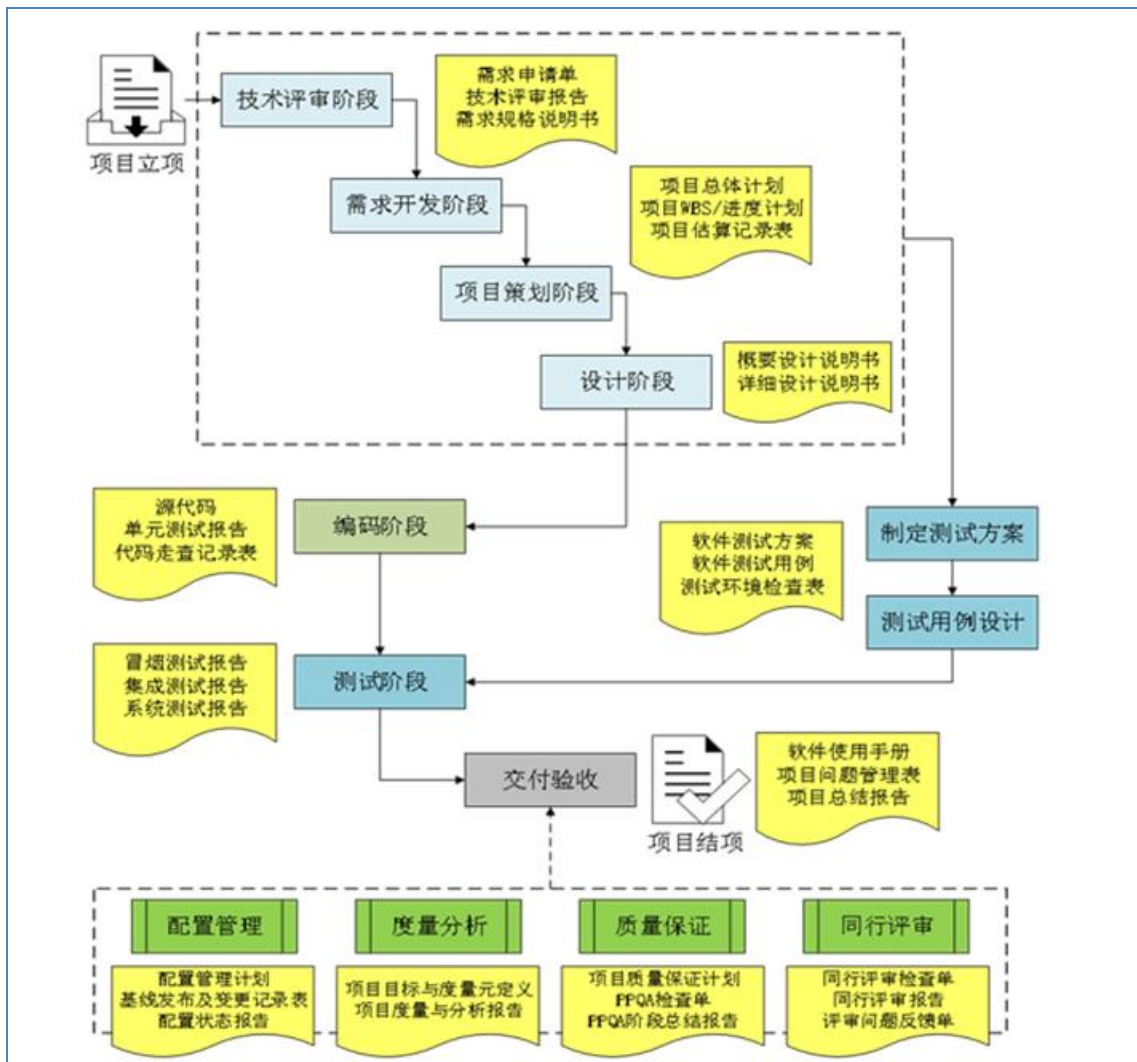 需求申请单
技术评审报告
需求规格说明书
技术评审阶段
项目立项
项目总体计划
项目WBS/进度计划
项目估算记录表
需求开发阶段
项目策划阶段
概要设计说明书
详细设计说明书
设计阶段
源代码
单元测试报告
代码走查记录表
编码阶段
制定测试方案
软件测试方案
软件测试用例
测试环境检查表
测试用例设计
冒烟测试报告
集成测试报告
系统测试报告
测试阶段
交付验收
项目结项
软件使用手册
项目问题管理表
项目总结报告
配置管理
度量分析
质量保证
同行评审
配置管理计划
基线发布及变更记录表
配置状态报告
项目目标与度量元定义
项目度量与分析报告
项目质量保证计划
PPQA检查单
PPQA阶段总结报告
同行评审检查单
同行评审报告
评审问题反馈单